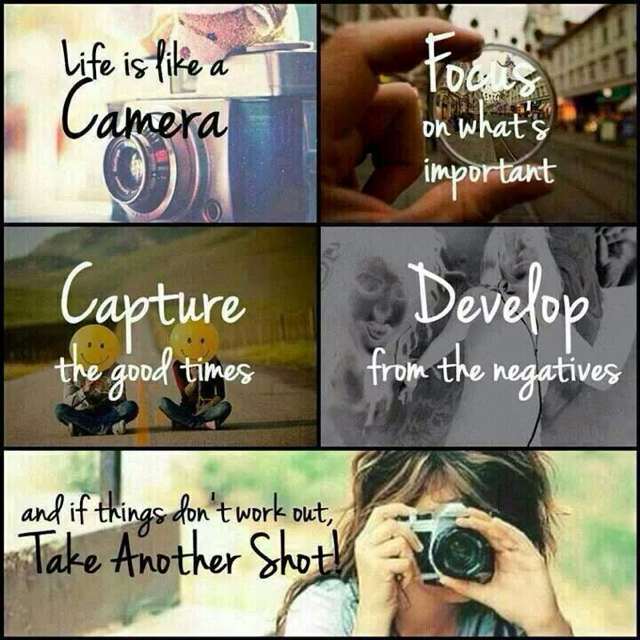 Life is like a
Camera
Focus
on what's
important
Capture
the good times
Develop
from the negatives
and if things don't work out,
Take Another Shot!